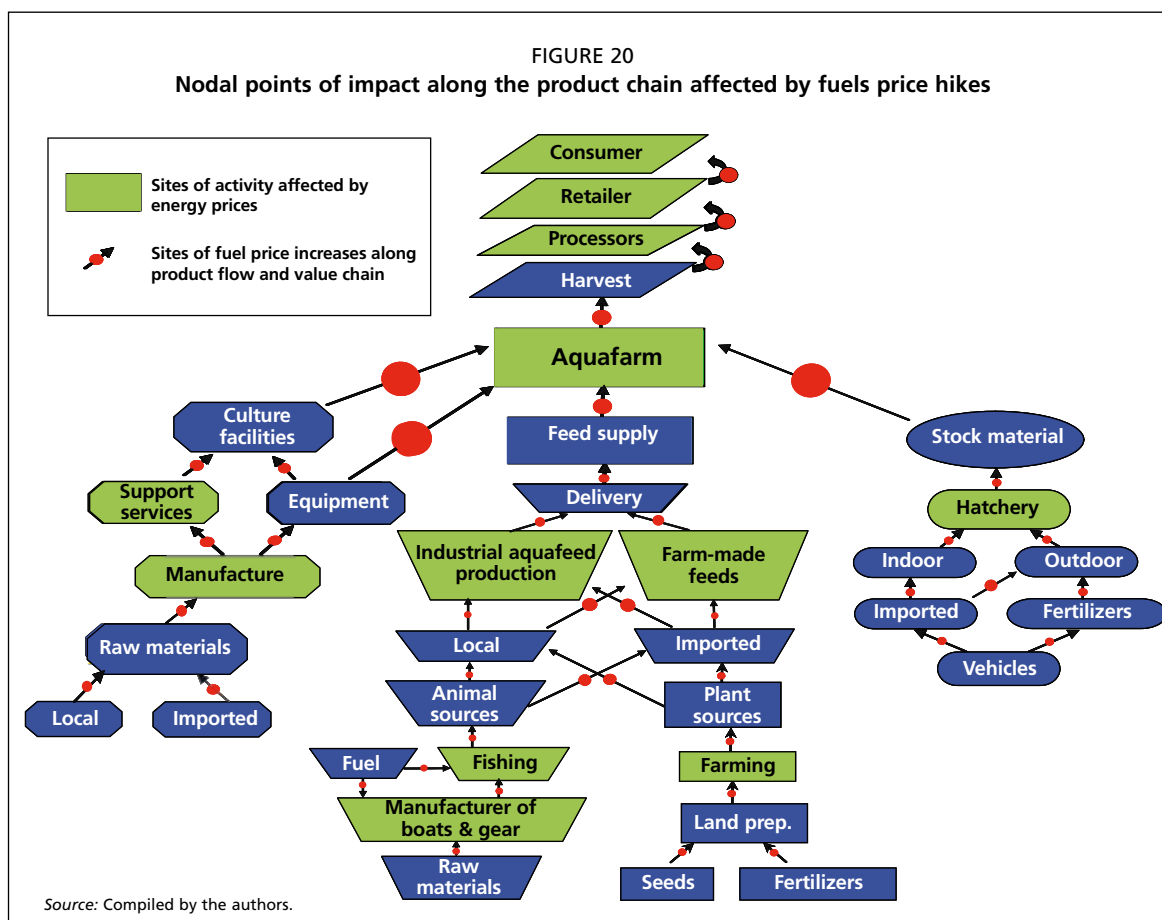 FIGURE 20
Nodal points of impact along the product chain affected by fuels price hikes
Sites of activity affected by
energy prices
Sites of fuel price increases along
product flow and value chain
Consumer
Retailer
Processors
Harvest
Aquafarm
Culture
facilities
Feed supply
Stock material
Support
services
Equipment
Delivery
Hatchery
Manufacture
Industrial aquafeed
production
Farm-made
feeds
Indoor
Outdoor
Raw materials
Local
Imported
Imported
Fertilizers
Local
Imported
Animal
sources
Plant
sources
Vehicles
Fuel
Fishing
Farming
Manufacturer of
boats & gear
Land prep.
Raw
materials
Seeds
Fertilizers
Source: Compiled by the authors.